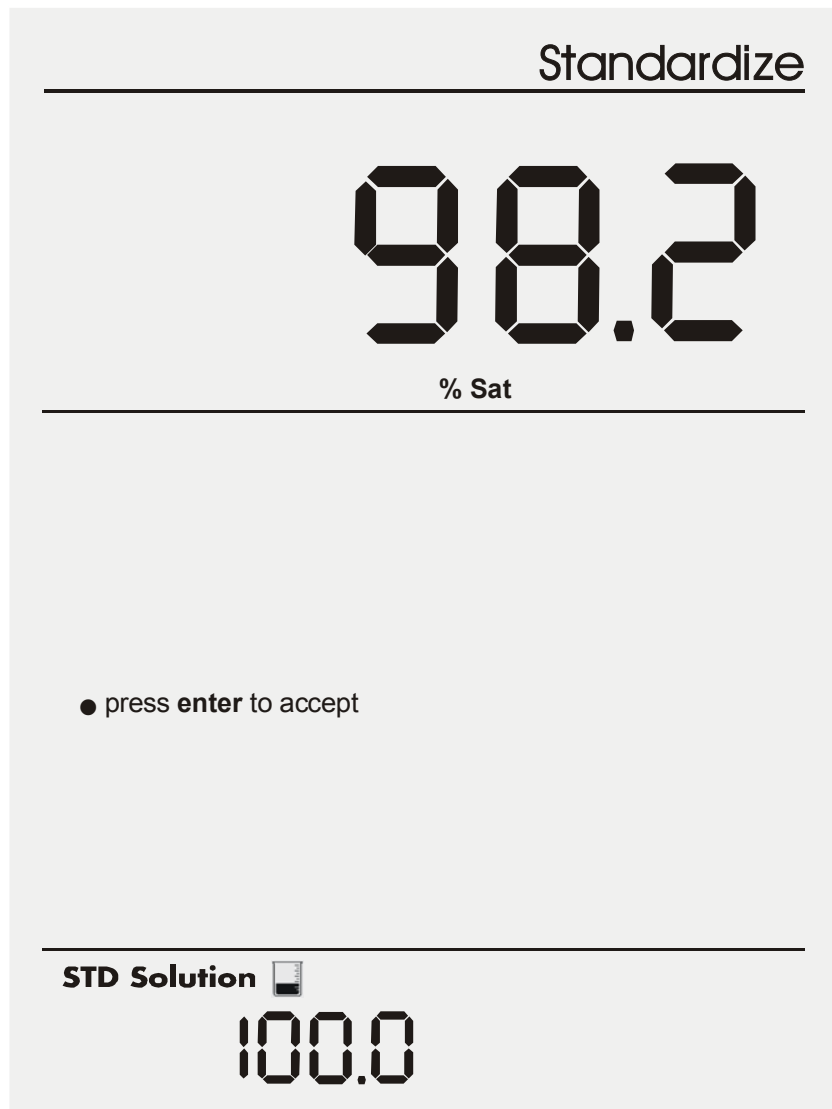 Standardize
98.2
% Sat
● press enter to accept
STD Solution
100.0